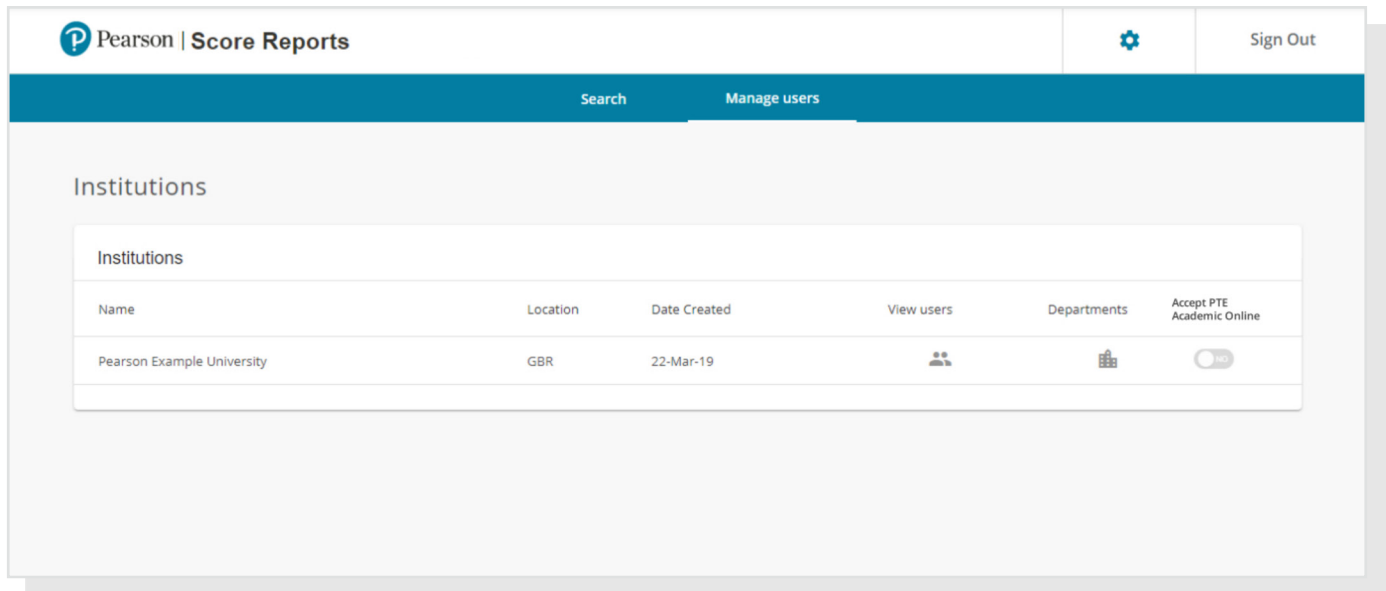 Pearson | Score Reports
Sign Out
Search Manage users
Institutions
Institutions
Name Location Date Created View users Departments Accept PTE
Academic Online
Pearson Example University GBR 22-Mar-19 NO